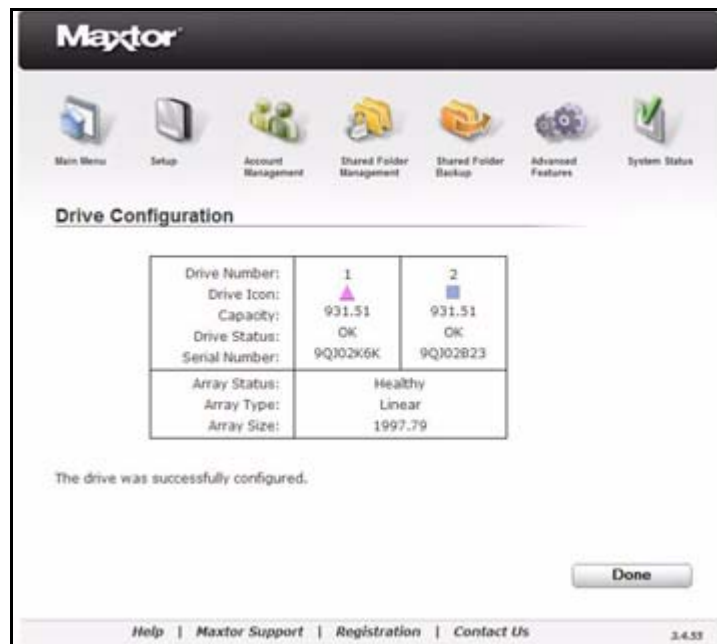 Maxtor
Main Menu
Setup
Account Management
Shared Folder Management
Shared Folder Backup
Advanced Features
System Status
Drive Configuration
Drive Number: 1 2
Drive Icon:
Capacity: 931.51 931.51
Drive Status: OK OK
Serial Number: 9QJ02K6K 9QJ02B23
Array Status: Healthy
Array Type: Linear
Array Size: 1997.79
The drive was successfully configured.
Done
Help | Maxtor Support | Registration | Contact Us
3.4.55